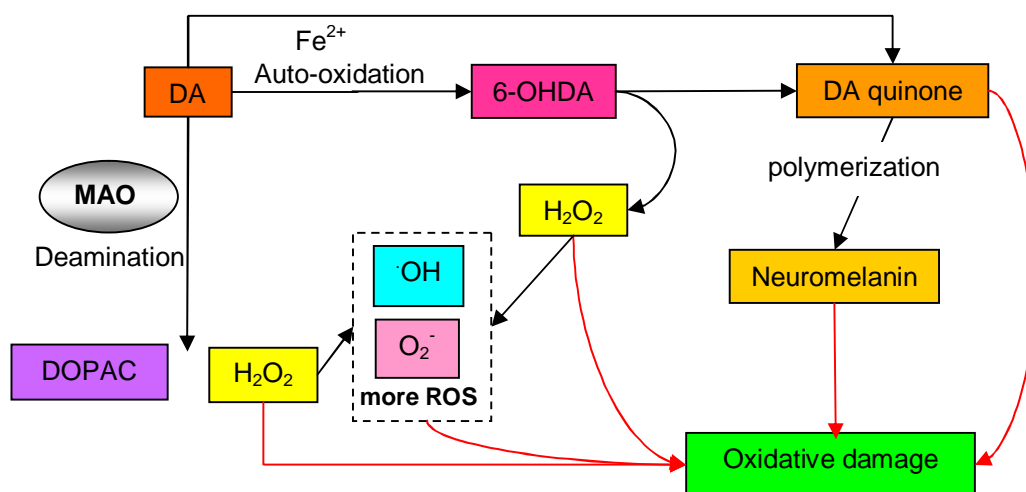 Fe²⁺
Auto-oxidation
DA
6-OHDA
DA quinone
MAO
Deamination
polymerization
H₂O₂
·OH
Neuromelanin
O₂⁻
DOPAC
H₂O₂
more ROS
Oxidative damage